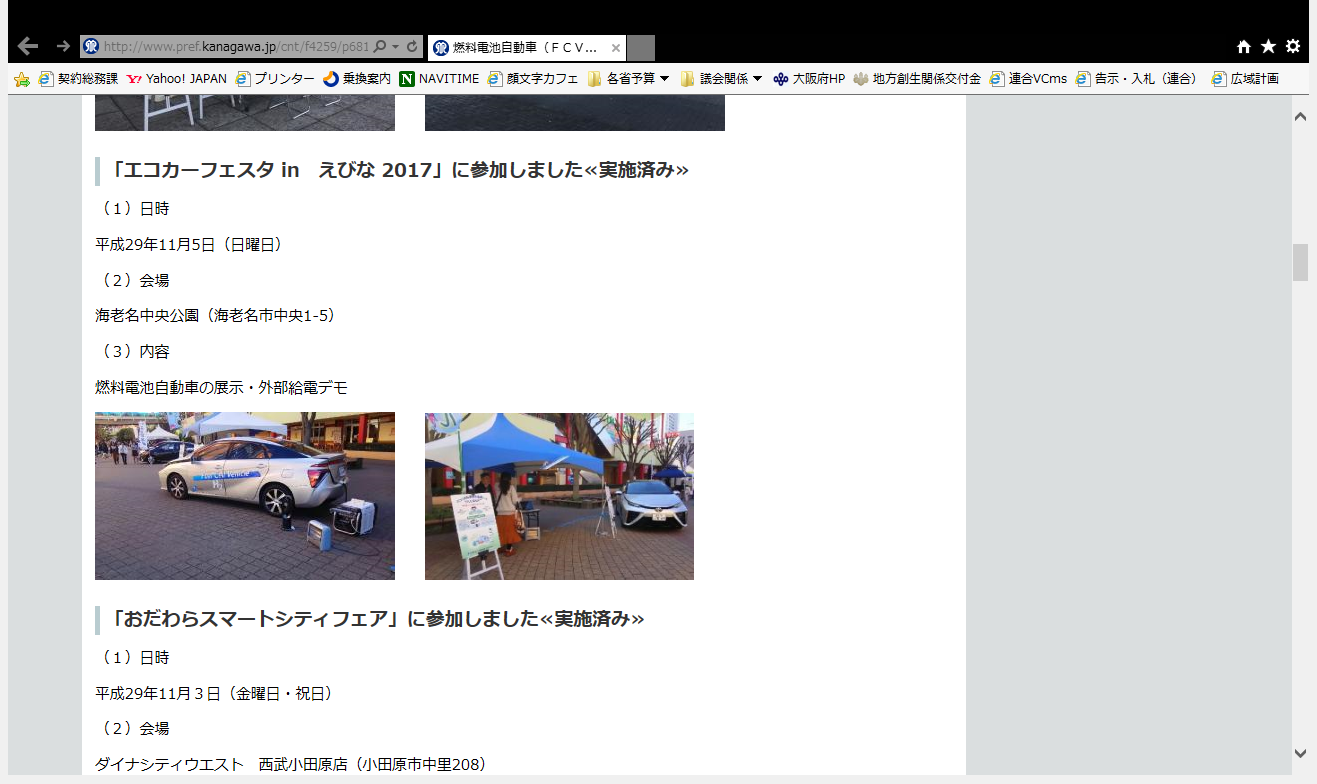 http://www.pref.kanagawa.jp/cnt/f4259/p681
燃料電池自動車（ＦＣＶ...
契約総務課 Yahoo! JAPAN プリンター 乗換案内 NAVITIME 顔文字カフェ 各省予算 議会関係 大阪府HP 地方創生関係交付金 連合VCms 告示・入札（連合） 広域計画
「エコカーフェスタ in　えびな 2017」に参加しました≪実施済み≫
（１）日時
平成29年11月5日（日曜日）
（２）会場
海老名中央公園（海老名市中央1-5）
（３）内容
燃料電池自動車の展示・外部給電デモ
Fuel Cell Vehicle
「おだわらスマートシティフェア」に参加しました≪実施済み≫
（１）日時
平成29年11月３日（金曜日・祝日）
（２）会場
ダイナシティウエスト　西武小田原店（小田原市中里208）